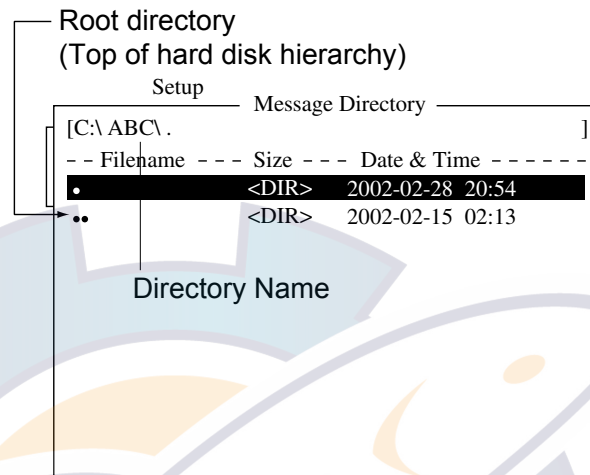 Root directory
(Top of hard disk hierarchy)
Setup
Message Directory
[C:\ ABC\ . ]
- - Filename - - - Size - - - Date & Time - - - - - -
• <DIR> 2002-02-28 20:54
•• <DIR> 2002-02-15 02:13
Directory Name